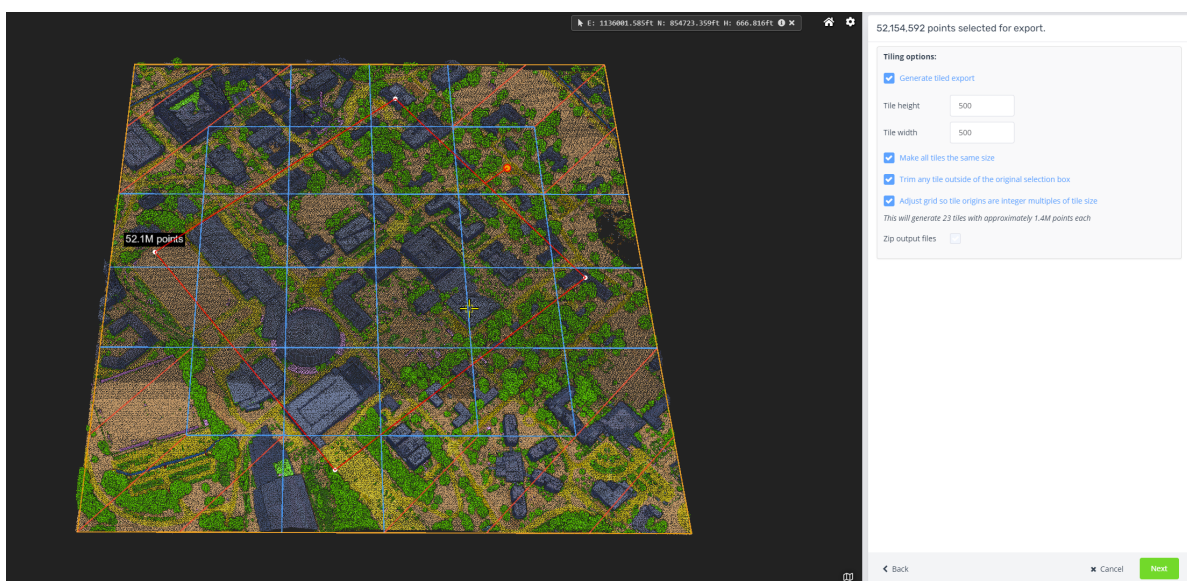 E: 1136001.585ft N: 854723.359ft H: 666.816ft
52,154,592 points selected for export.
Tiling options:
Generate tiled export
Tile height 500
Tile width 500
Make all tiles the same size
Trim any tile outside of the original selection box
Adjust grid so tile origins are integer multiples of tile size
This will generate 23 tiles with approximately 1.4M points each
Zip output files
52.1M points
Back
Cancel
Next